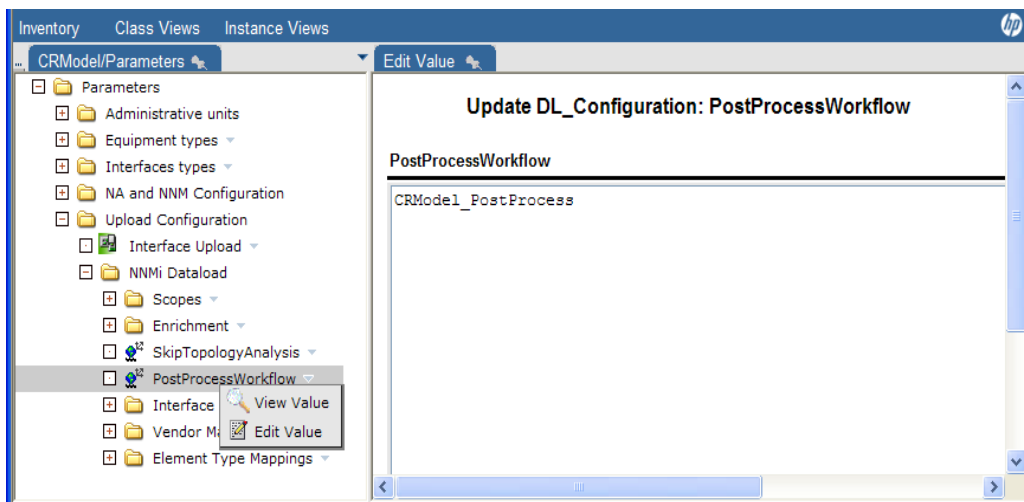 Inventory Class Views Instance Views hp
... CRModel/Parameters Edit Value
Parameters
Administrative units
Equipment types
Interfaces types
NA and NNM Configuration
Upload Configuration
Interface Upload
NNMi Dataload
Scopes
Enrichment
SkipTopologyAnalysis
PostProcessWorkflow
Interface
Vendor
Element Type Mappings
View Value
Edit Value
Update DL_Configuration: PostProcessWorkflow
PostProcessWorkflow
CRModel_PostProcess